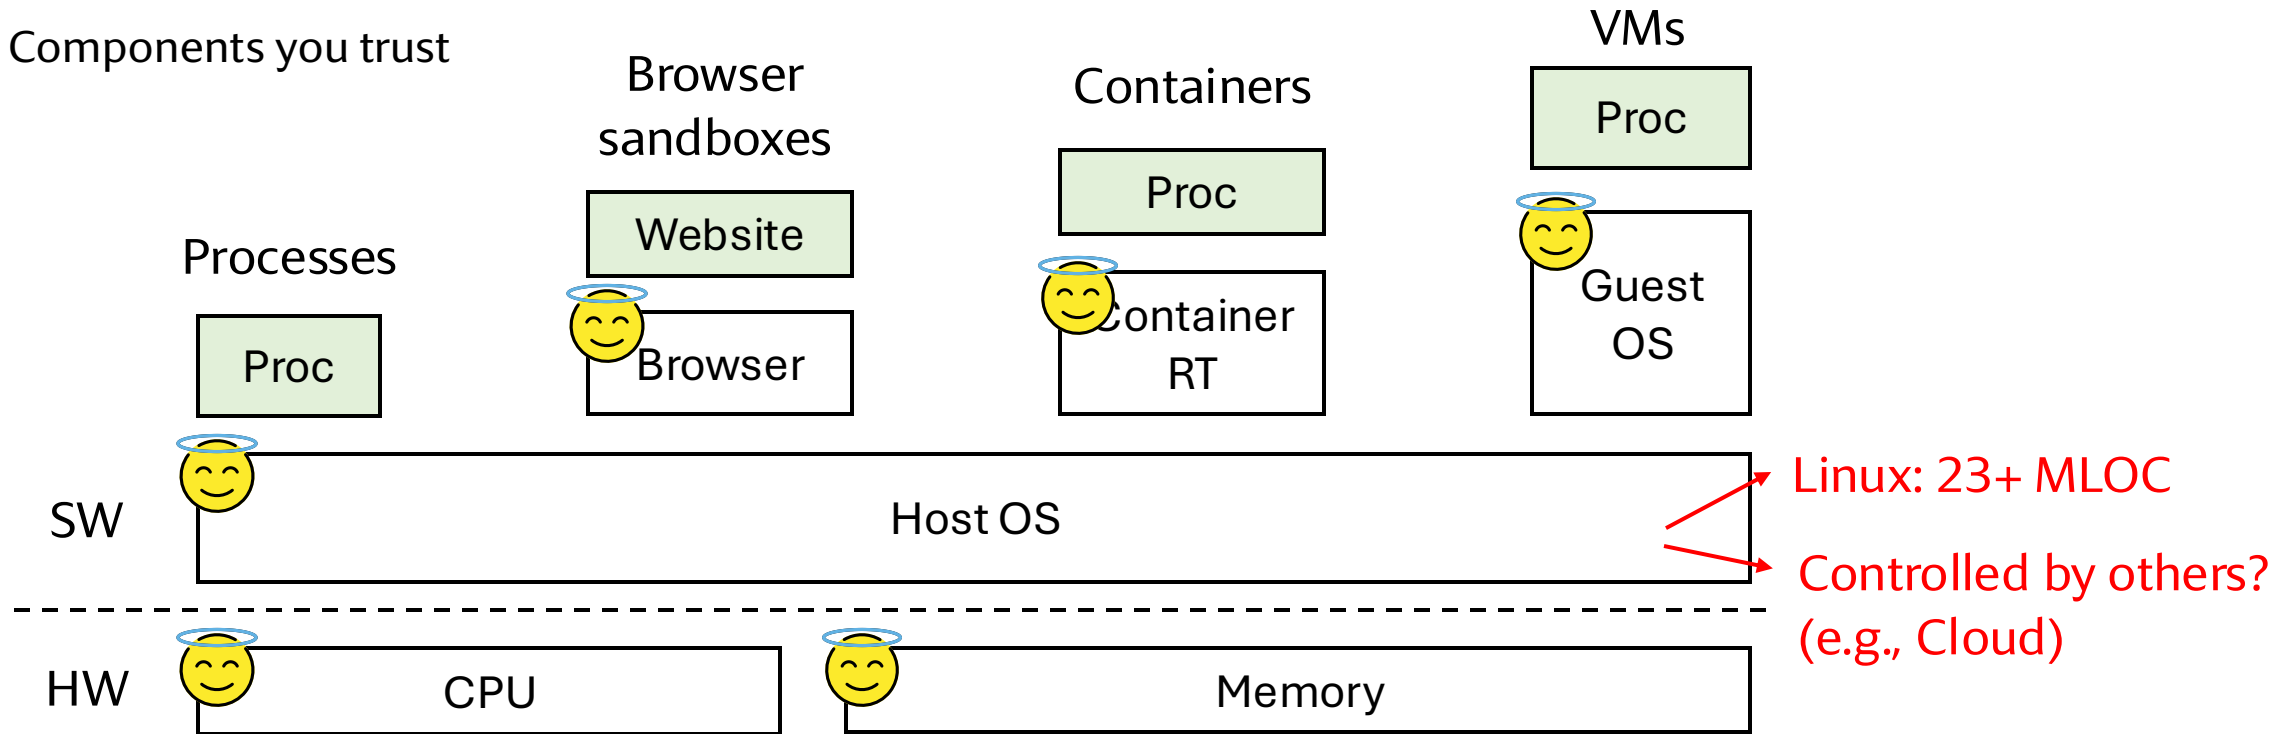 Components you trust
Processes
Proc
Browser
sandboxes
Website
Browser
Containers
Proc
Container
RT
VMs
Proc
Guest
OS
SW
Host OS
Linux: 23+ MLOC
Controlled by others?
(e.g., Cloud)
HW
CPU
Memory